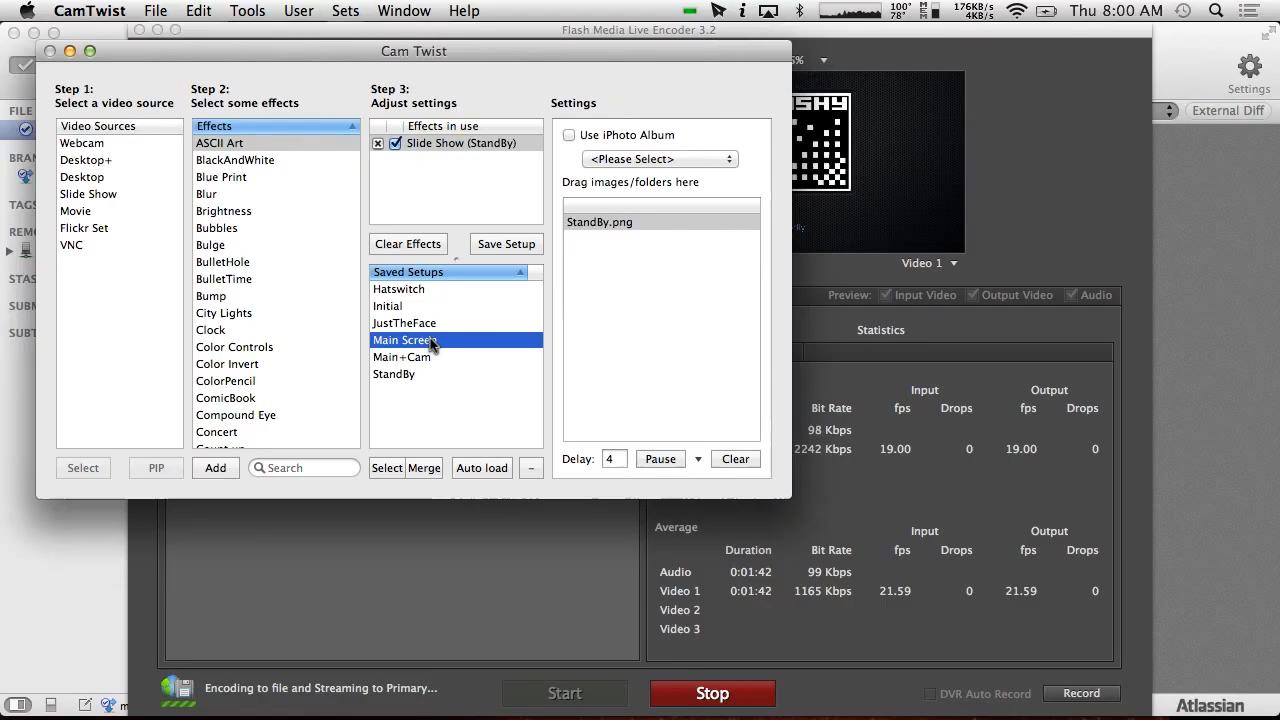 CamTwist File Edit Tools User Sets Window Help
100° 78° 176KB/s 4KB/s Thu 8:00 AM
Flash Media Live Encoder 3.2
Cam Twist
Settings
External Diff
Step 1:
Select a video source
Video Sources
Webcam
Desktop+
Desktop
Slide Show
Movie
Flickr Set
VNC
Select PIP
Step 2:
Select some effects
Effects
ASCII Art
BlackAndWhite
Blue Print
Blur
Brightness
Bubbles
Bulge
BulletHole
BulletTime
Bump
City Lights
Clock
Color Controls
Color Invert
ColorPencil
ComicBook
Compound Eye
Concert
Add Search
Step 3:
Adjust settings
Effects in use
Slide Show (StandBy)
Clear Effects Save Setup
Saved Setups
Hatswitch
Initial
JustTheFace
Main Screen
Main+Cam
StandBy
Select Merge Auto load –
Settings
Use iPhoto Album
<Please Select>
Drag images/folders here
StandBy.png
Delay: 4 Pause Clear
Video 1
Preview: Input Video Output Video Audio
Statistics
Input Output
Bit Rate fps Drops fps Drops
98 Kbps
2242 Kbps 19.00 0 19.00 0
Average
Input Output
Duration Bit Rate fps Drops fps Drops
Audio 0:01:42 99 Kbps
Video 1 0:01:42 1165 Kbps 21.59 0 21.59 0
Video 2
Video 3
Encoding to file and Streaming to Primary...
Start Stop
DVR Auto Record Record
FILE
BRAN
TAGS
REMO
STAS
SUBM
SUBT
Atlassian